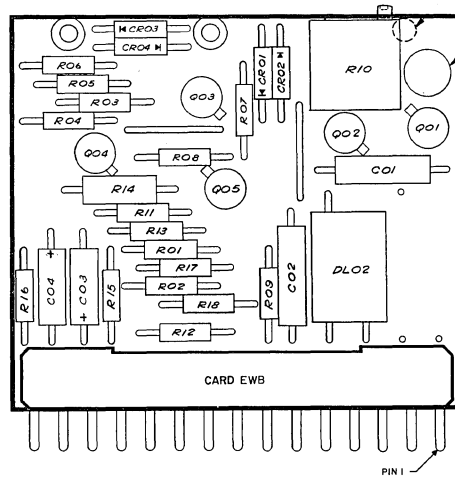 CR03
CR04
R06
R05
R03
R04
Q03
R07
CR01
CR02
R10
Q02
Q01
Q04
R08
Q05
C01
R14
R11
R13
R01
R17
R02
R18
R12
R16
C04
+
C03
+
R15
R09
C02
DL02
CARD EWB
PIN 1